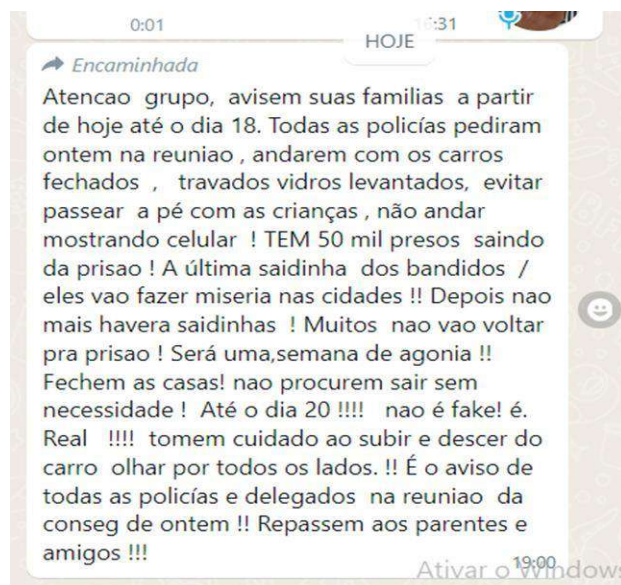 0:01
HOJE
Encaminhada
Atencao grupo, avisem suas familias a partir
de hoje até o dia 18. Todas as policías pediram
ontem na reuniao , andarem com os carros
fechados , travados vidros levantados, evitar
passear a pé com as crianças , não andar
mostrando celular ! TEM 50 mil presos saindo
da prisao ! A última saidinha dos bandidos /
eles vao fazer miseria nas cidades !! Depois nao
mais havera saidinhas ! Muitos nao vao voltar
pra prisao ! Será uma,semana de agonia !!
Fechem as casas! nao procurem sair sem
necessidade ! Até o dia 20 !!!! nao é fake! é.
Real !!!! tomem cuidado ao subir e descer do
carro olhar por todos os lados. !! É o aviso de
todas as policías e delegados na reuniao da
conseg de ontem !! Repassem aos parentes e
amigos !!!
19:00
Ativar o Windows